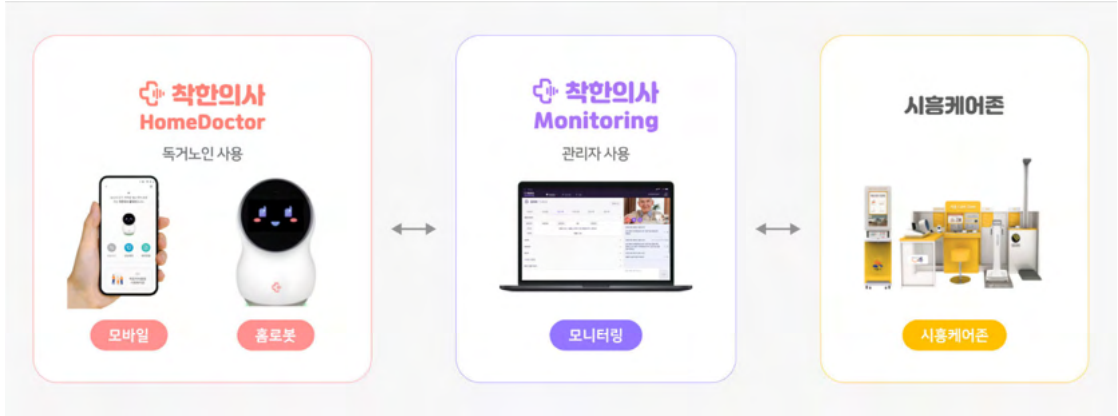 착한의사
HomeDoctor
독거노인 사용
모바일
홈로봇
착한의사
Monitoring
관리자 사용
모니터링
시흥케어존
시흥케어존